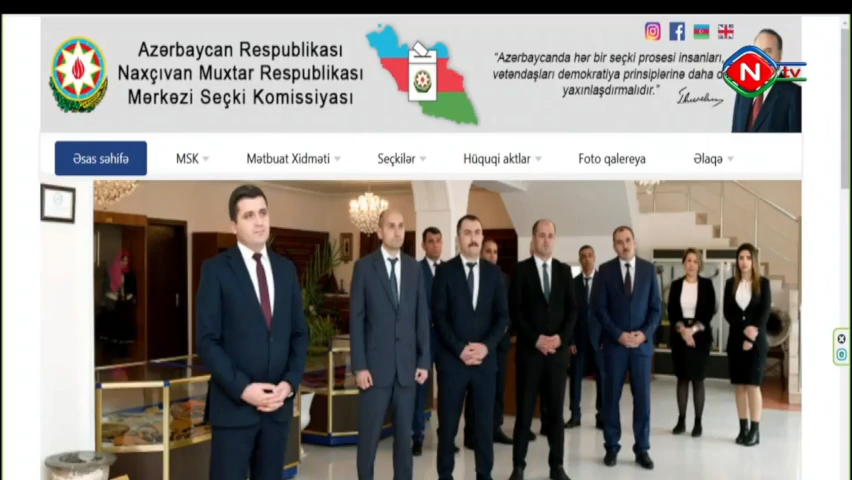 Azərbaycan Respublikası
Naxçıvan Muxtar Respublikası
Mərkəzi Seçki Komissiyası
“Azərbaycanda hər bir seçki prosesi insanları,
vətəndaşları demokratiya prinsiplərinə daha da
yaxınlaşdırmalıdır.”
N tv
Əsas səhifə
MSK
Mətbuat Xidməti
Seçkilər
Hüquqi aktlar
Foto qalereya
Əlaqə